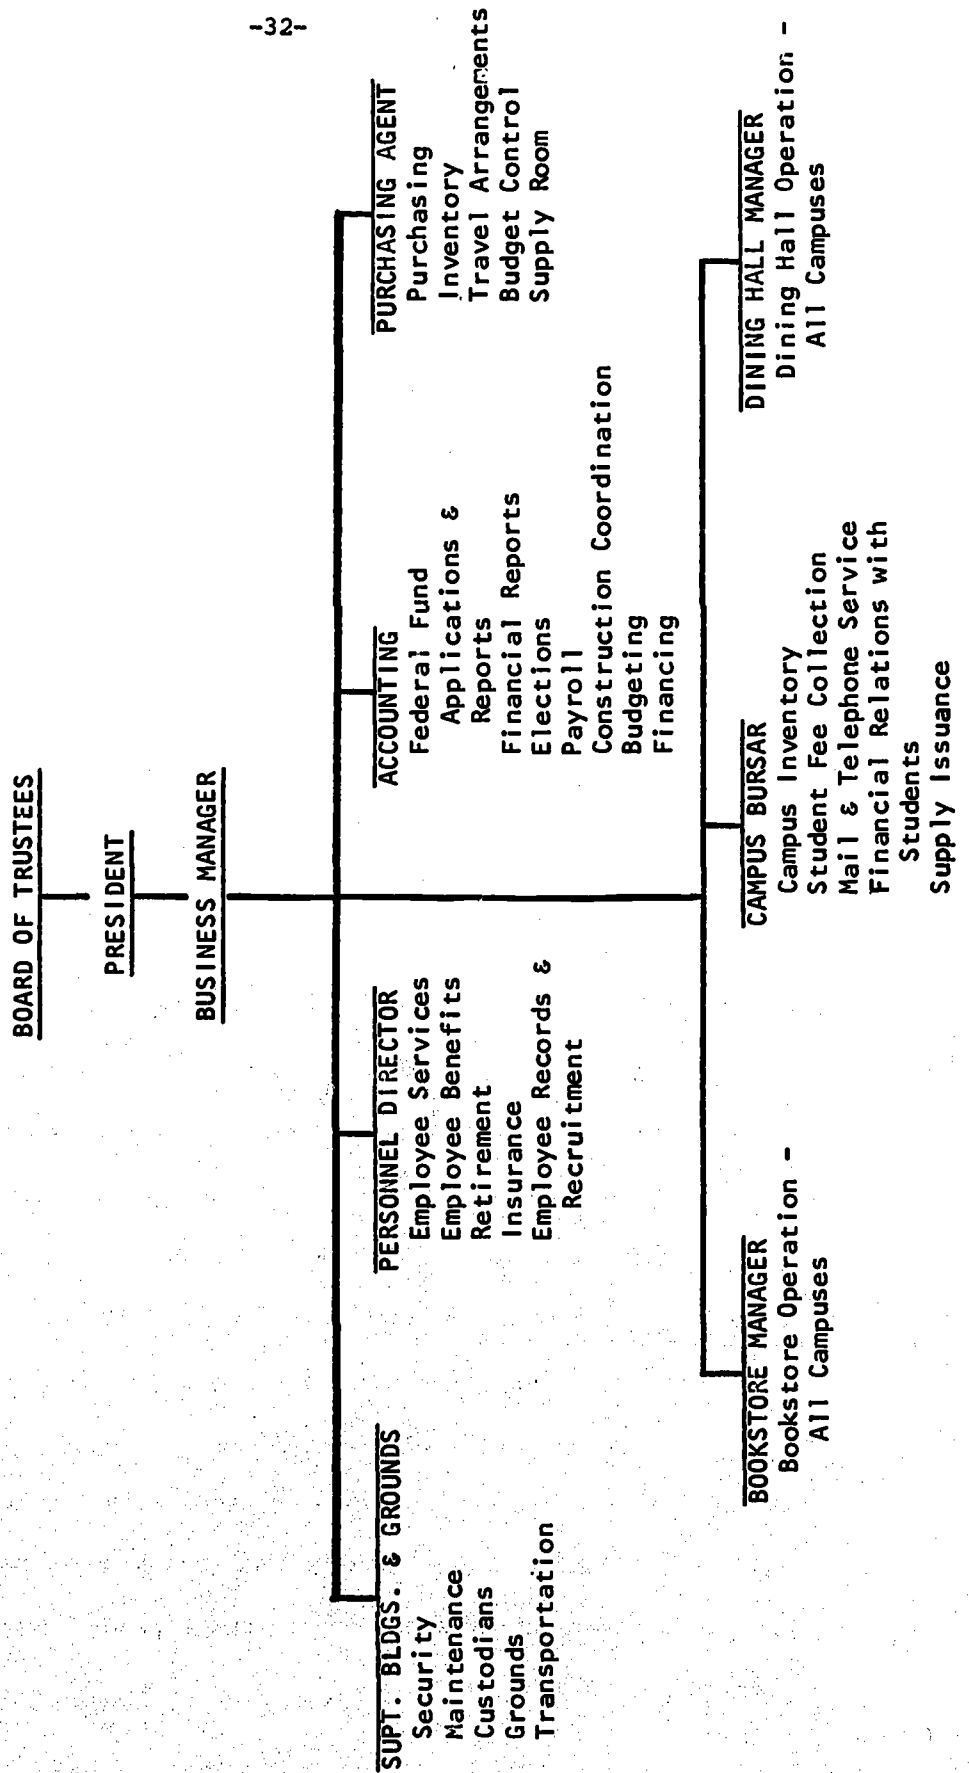 -32-
BOARD OF TRUSTEES
PRESIDENT
BUSINESS MANAGER
SUPT. BLDGS. & GROUNDS
Security
Maintenance
Custodians
Grounds
Transportation
PERSONNEL DIRECTOR
Employee Services
Employee Benefits
Retirement
Insurance
Employee Records &
Recruitment
ACCOUNTING
Federal Fund
Applications &
Reports
Financial Reports
Elections
Payroll
Construction Coordination
Budgeting
Financing
PURCHASING AGENT
Purchasing
Inventory
Travel Arrangements
Budget Control
Supply Room
BOOKSTORE MANAGER
Bookstore Operation -
All Campuses
CAMPUS BURSAR
Campus Inventory
Student Fee Collection
Mail & Telephone Service
Financial Relations with
Students
Supply Issuance
DINING HALL MANAGER
Dining Hall Operation -
All Campuses